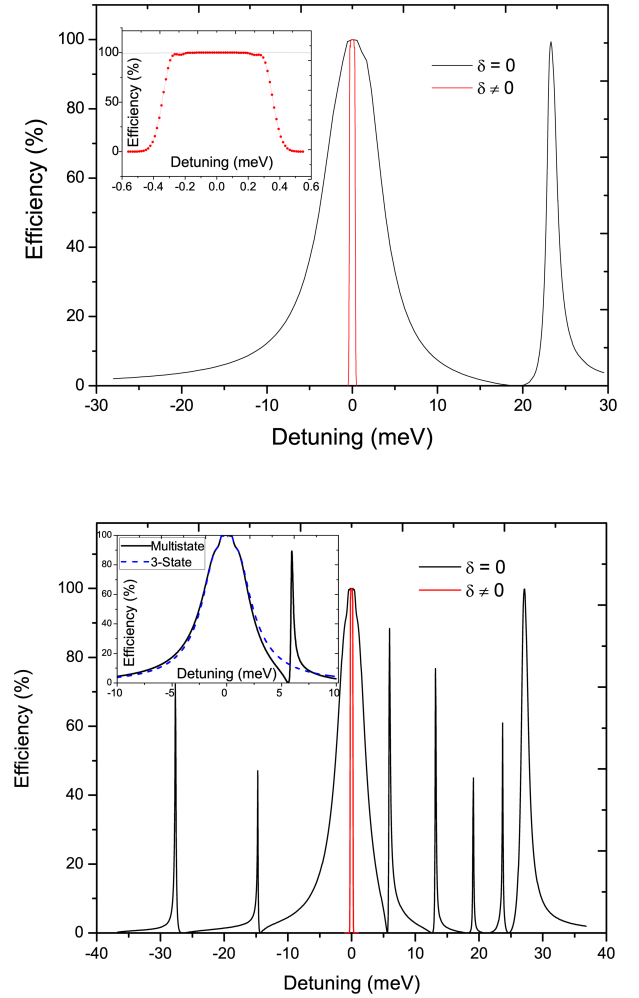 100
80
60
40
20
0
Efficiency (%)
-30 -20 -10 0 10 20 30
Detuning (meV)
δ = 0
δ ≠ 0
100
50
0
Efficiency (%)
Detuning (meV)
-0.6 -0.4 -0.2 0.0 0.2 0.4 0.6
100
80
60
40
20
0
Efficiency (%)
-40 -30 -20 -10 0 10 20 30 40
Detuning (meV)
δ = 0
δ ≠ 0
100
80
60
40
20
0
Efficiency (%)
Multistate
3-State
Detuning (meV)
-10 -5 0 5 10